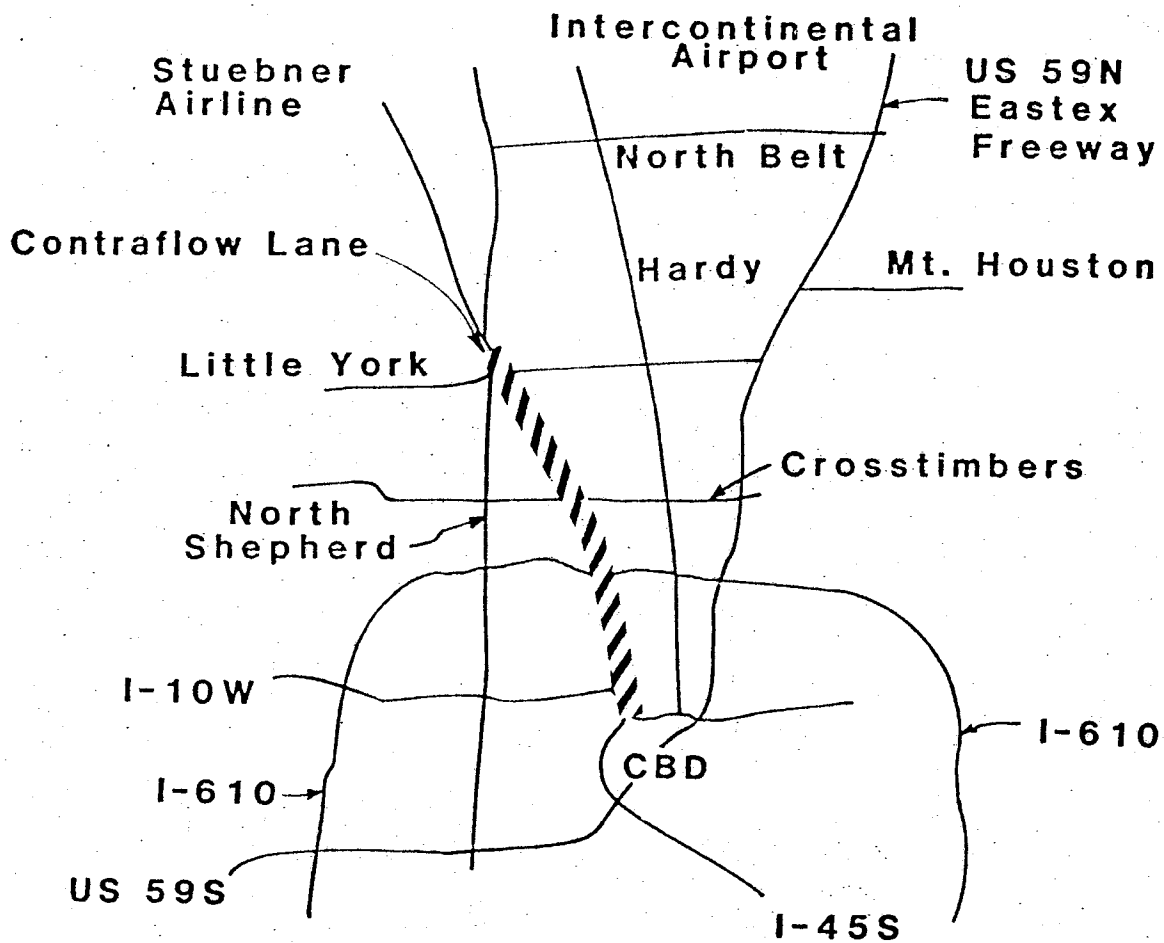 Intercontinental
Airport
Stuebner
Airline
US 59N
Eastex
Freeway
North Belt
Contraflow Lane
Hardy
Mt. Houston
Little York
Crosstimbers
North
Shepherd
I-10W
I-610
CBD
I-610
US 59S
I-45S